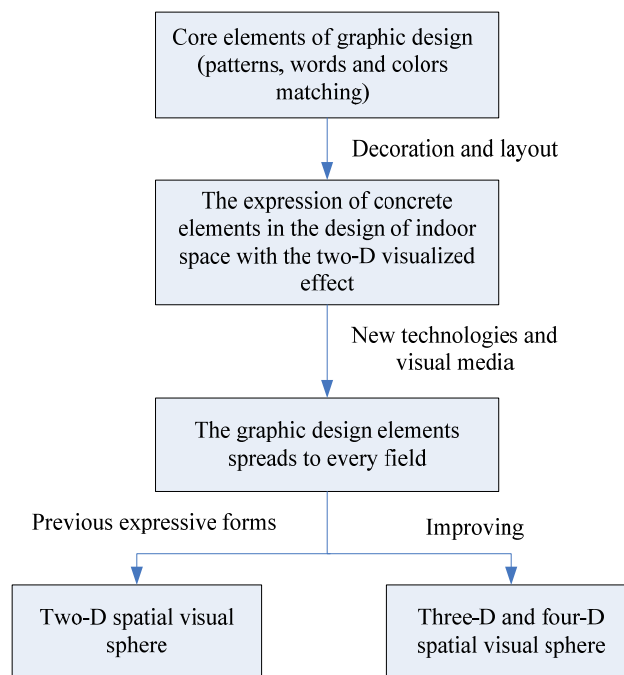 Core elements of graphic design
(patterns, words and colors
matching)
Decoration and layout
The expression of concrete
elements in the design of indoor
space with the two-D visualized
effect
New technologies and
visual media
The graphic design elements
spreads to every field
Previous expressive forms
Improving
Two-D spatial visual
sphere
Three-D and four-D
spatial visual sphere